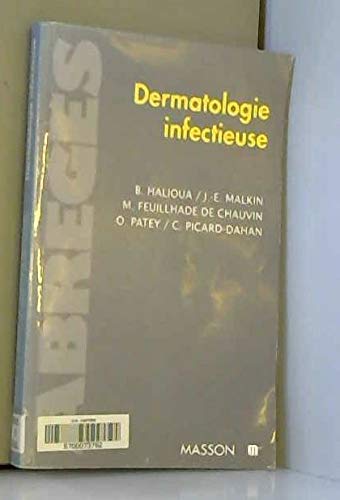 Dermatologie
infectieuse
B. HALIOUA / J.-E. MALKIN
M. FEUILLHADE DE CHAUVIN
O. PATEY / C. PICARD-DAHAN
ABRÉGÉS
MASSON m